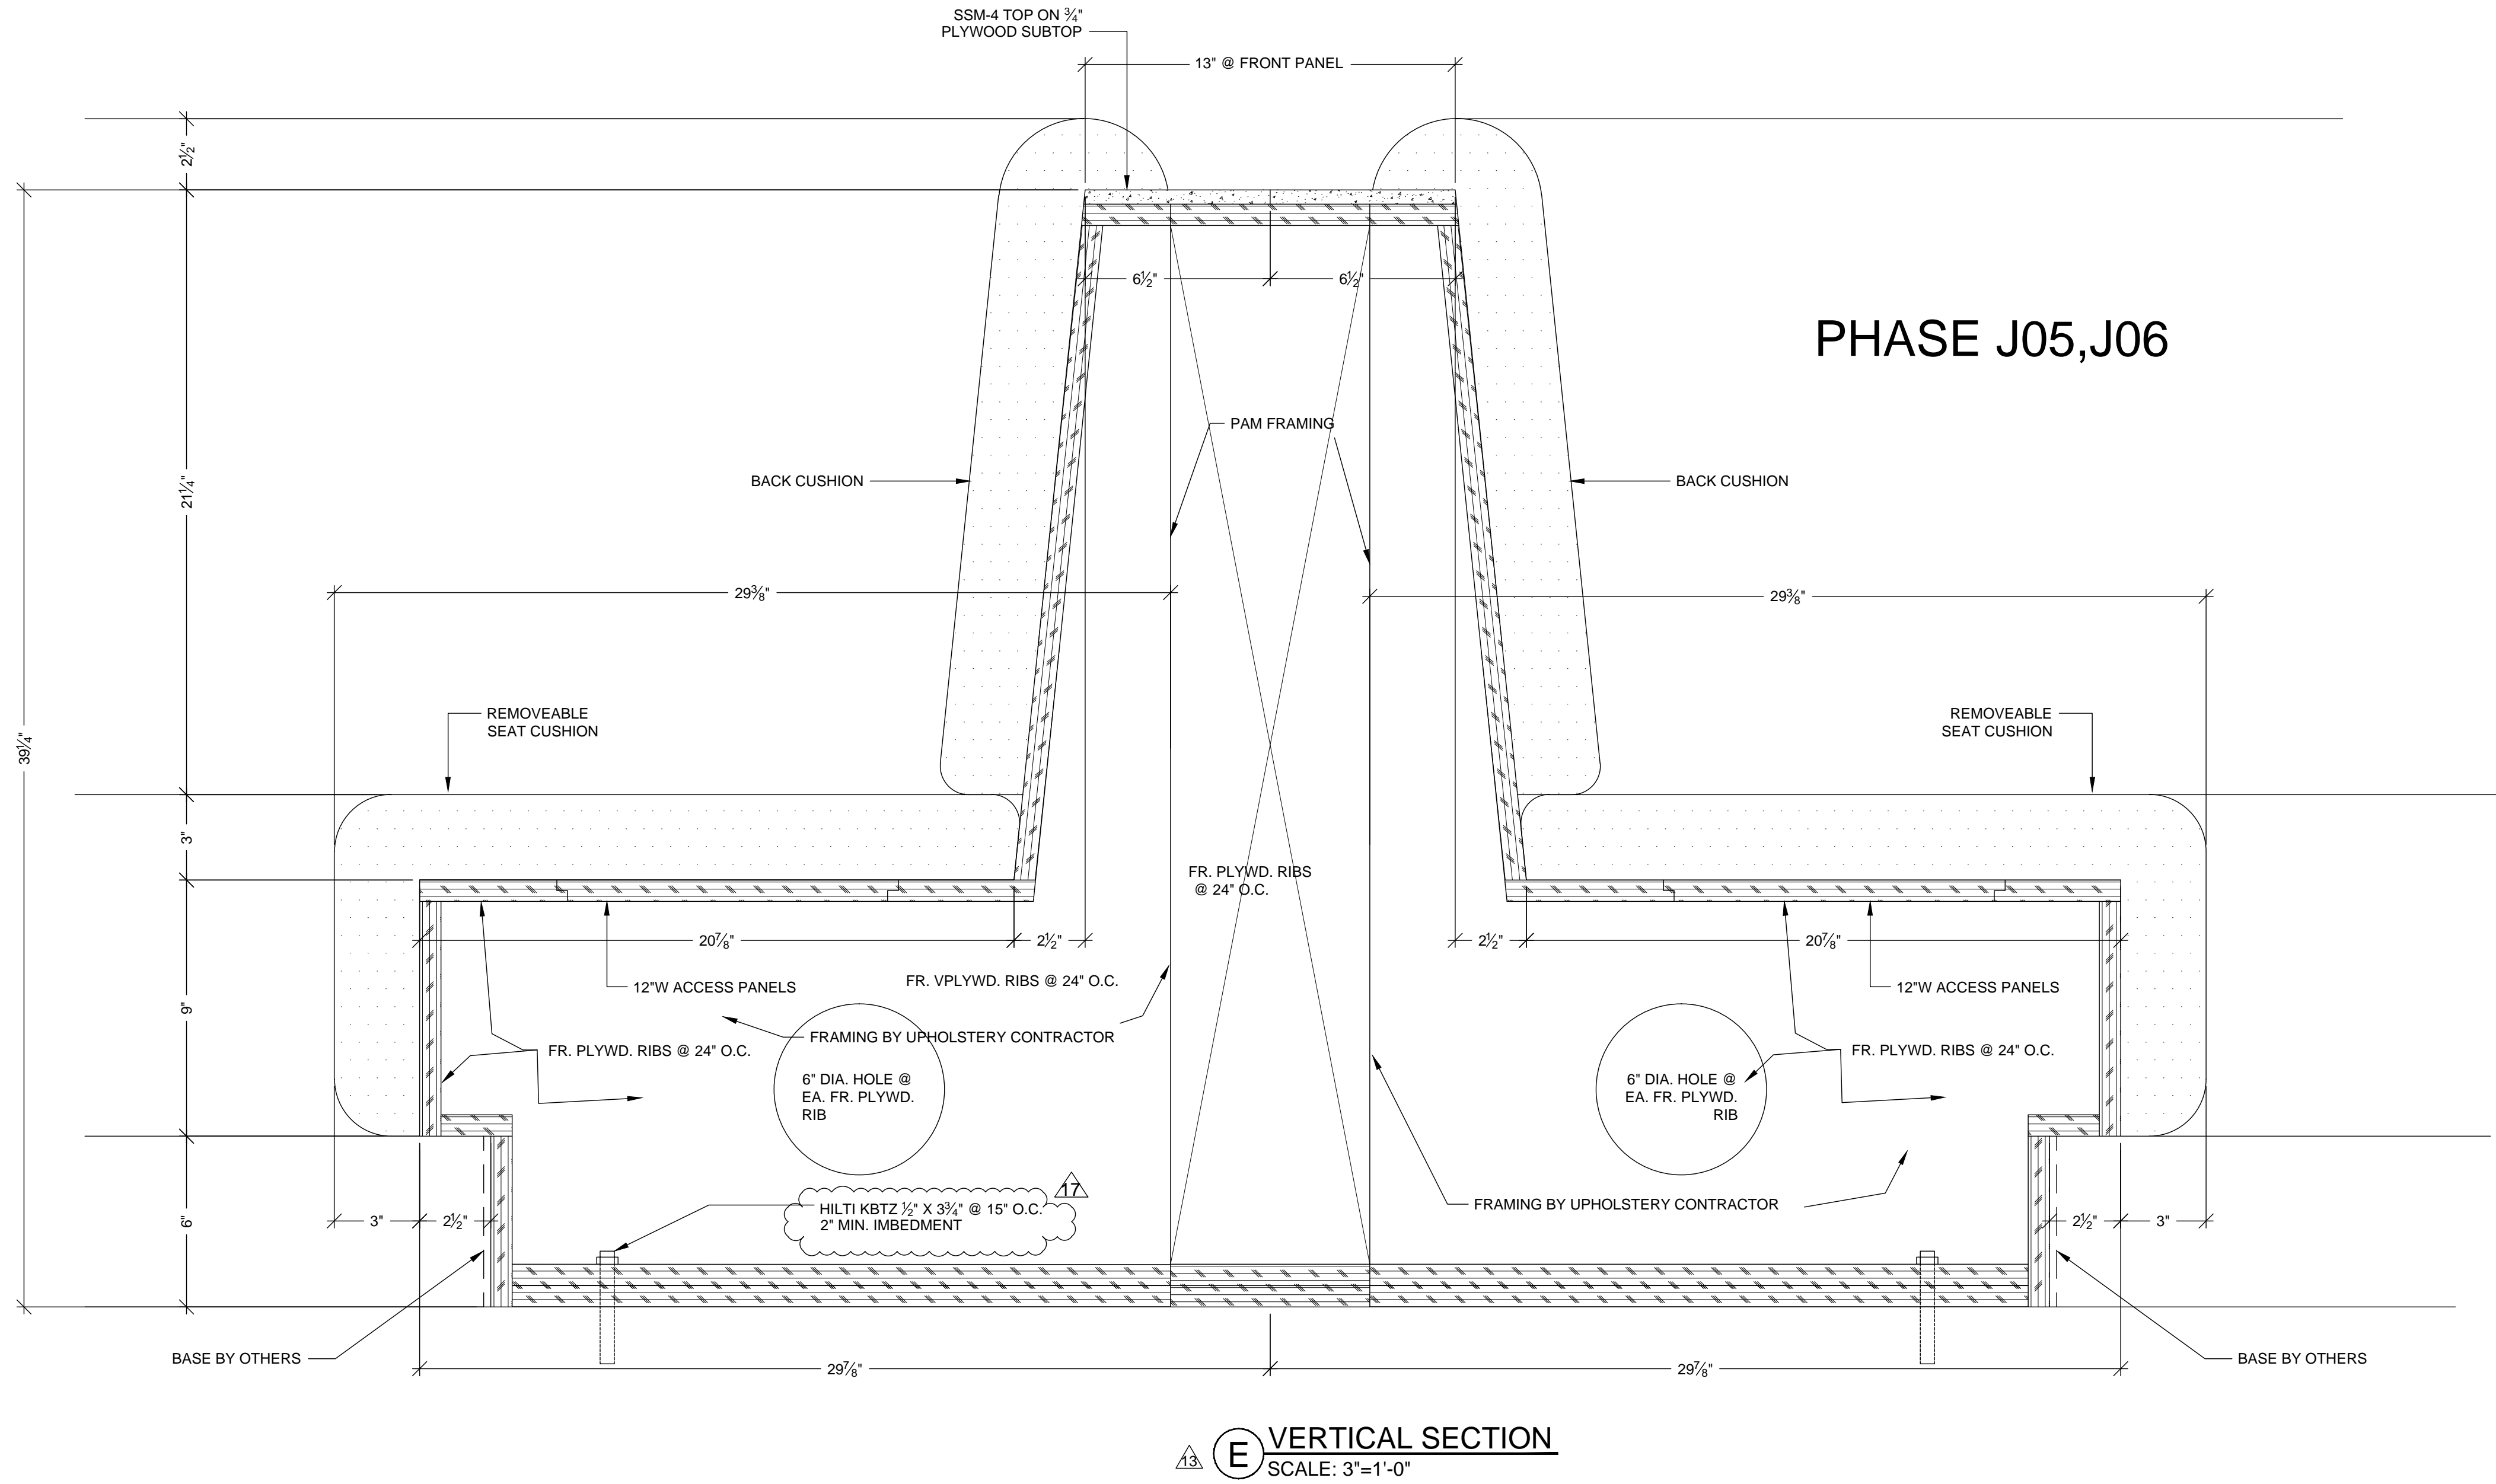 SSM-4 TOP ON ¾"
PLYWOOD SUBTOP
13" @ FRONT PANEL
2½"
6½"
6½"
PHASE J05,J06
PAM FRAMING
BACK CUSHION
BACK CUSHION
21¼"
29⅜"
29⅜"
REMOVEABLE
SEAT CUSHION
REMOVEABLE
SEAT CUSHION
39¼"
3"
FR. PLYWD. RIBS
@ 24" O.C.
20⅞"
2½"
2½"
20⅞"
9"
12"W ACCESS PANELS
FR. VPLYWD. RIBS @ 24" O.C.
12"W ACCESS PANELS
FRAMING BY UPHOLSTERY CONTRACTOR
FR. PLYWD. RIBS @ 24" O.C.
FR. PLYWD. RIBS @ 24" O.C.
6" DIA. HOLE @
EA. FR. PLYWD.
RIB
6" DIA. HOLE @
EA. FR. PLYWD.
RIB
17
HILTI KBTZ ½" X 3¾" @ 15" O.C.
2" MIN. IMBEDMENT
FRAMING BY UPHOLSTERY CONTRACTOR
6"
3"
2½"
2½"
3"
BASE BY OTHERS
29⅞"
29⅞"
BASE BY OTHERS
13
E
VERTICAL SECTION
SCALE: 3"=1'-0"